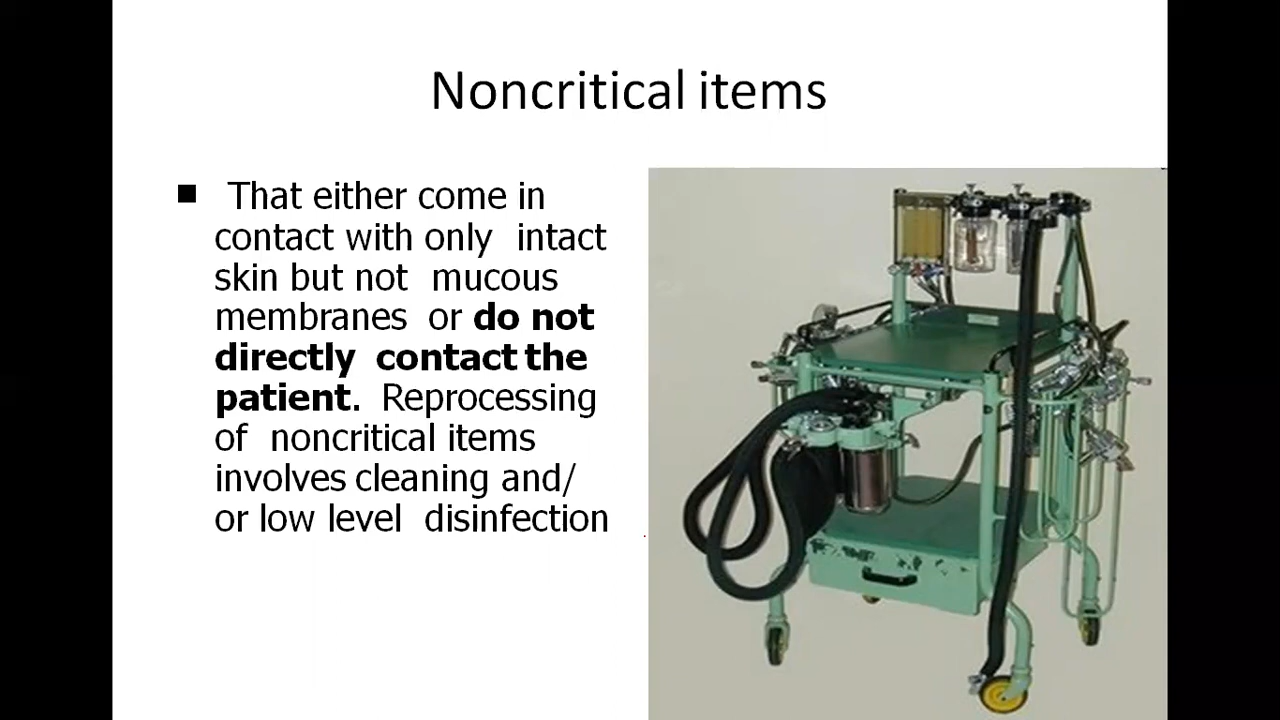 Noncritical items
■ That either come in
contact with only intact
skin but not mucous
membranes or do not
directly contact the
patient. Reprocessing
of noncritical items
involves cleaning and/
or low level disinfection